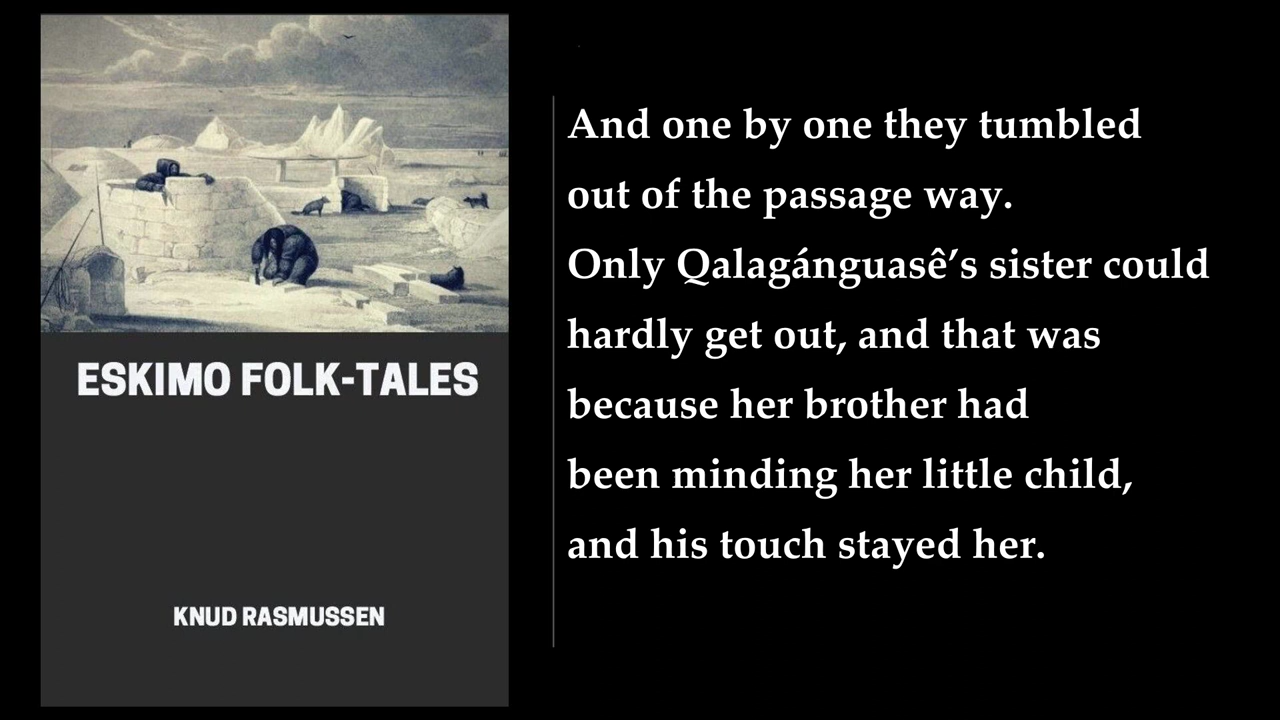 ESKIMO FOLK-TALES
KNUD RASMUSSEN
And one by one they tumbled
out of the passage way.
Only Qalagánguasê’s sister could
hardly get out, and that was
because her brother had
been minding her little child,
and his touch stayed her.